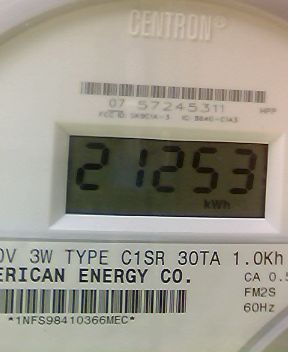 CENTRON®
07 57245311
HPP
21253
kWh
0V 3W TYPE C1SR 30TA 1.0Kh
ERICAN ENERGY CO.
CA 0.5
FM2S
60Hz
*1NFS98410366MEC*